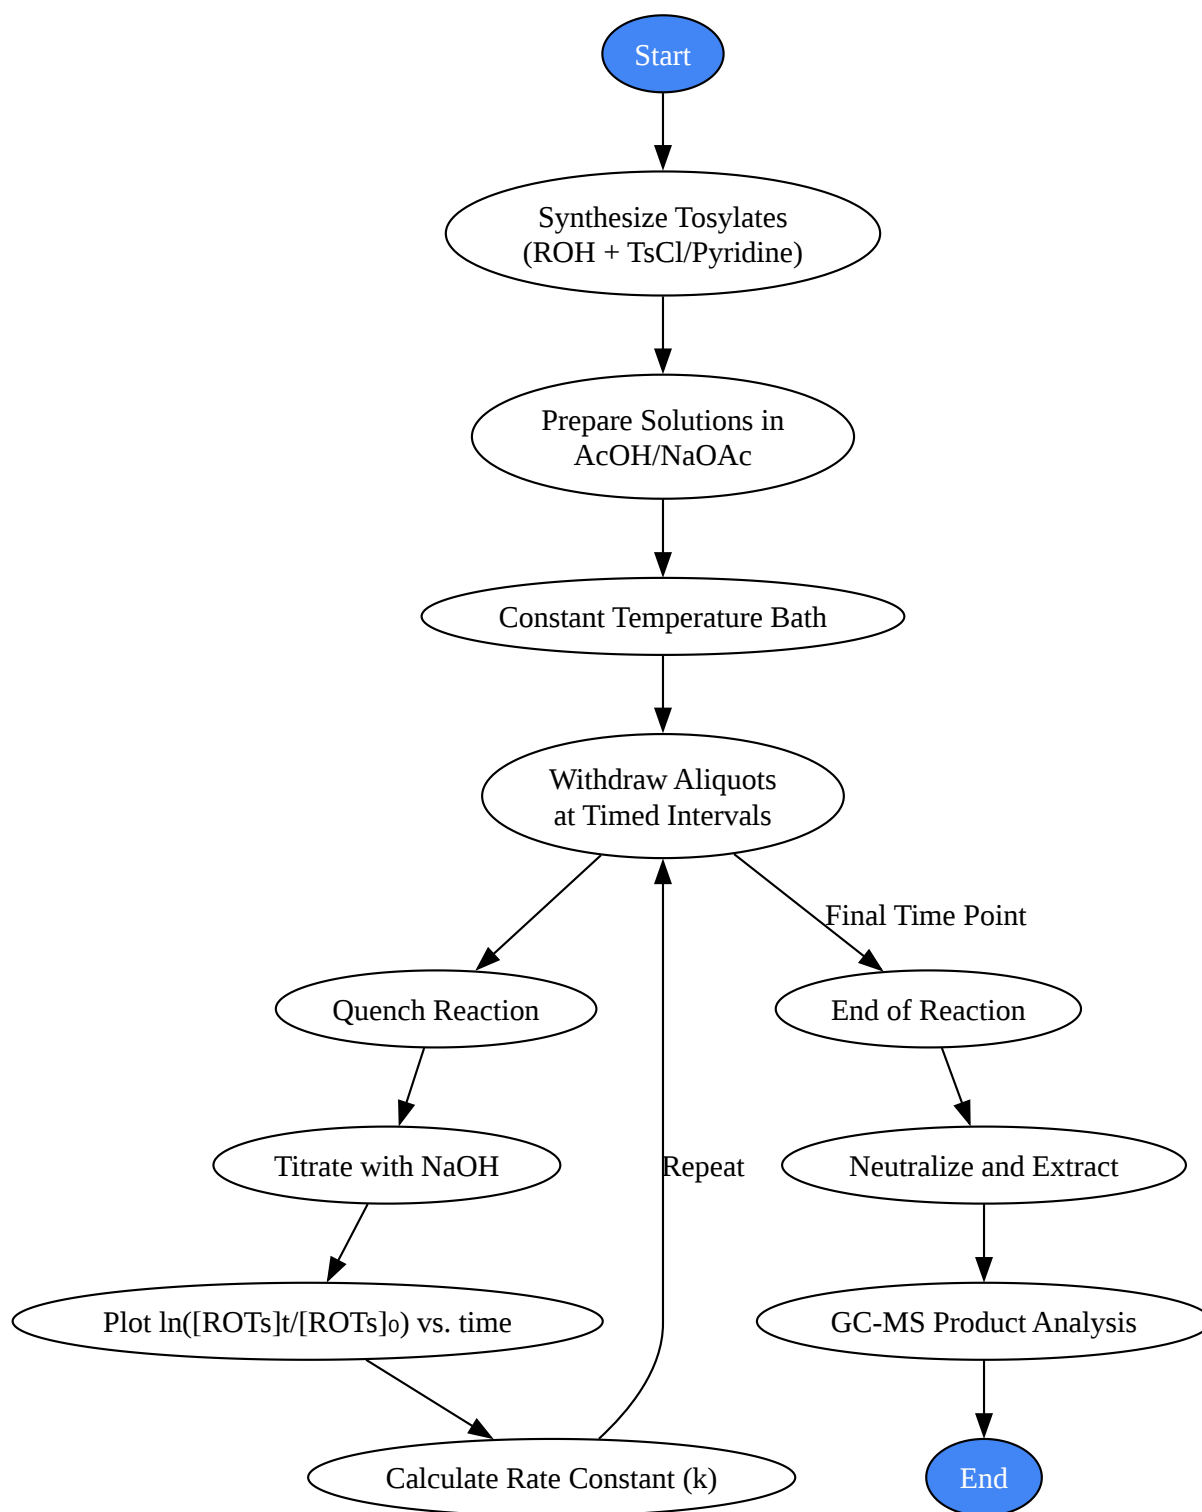 Start
Synthesize Tosylates
(ROH + TsCl/Pyridine)
Prepare Solutions in
AcOH/NaOAc
Constant Temperature Bath
Withdraw Aliquots
at Timed Intervals
Final Time Point
Quench Reaction
End of Reaction
Titrate with NaOH
Repeat
Neutralize and Extract
Plot ln([ROTs]t/[ROTs]₀) vs. time
GC-MS Product Analysis
Calculate Rate Constant (k)
End